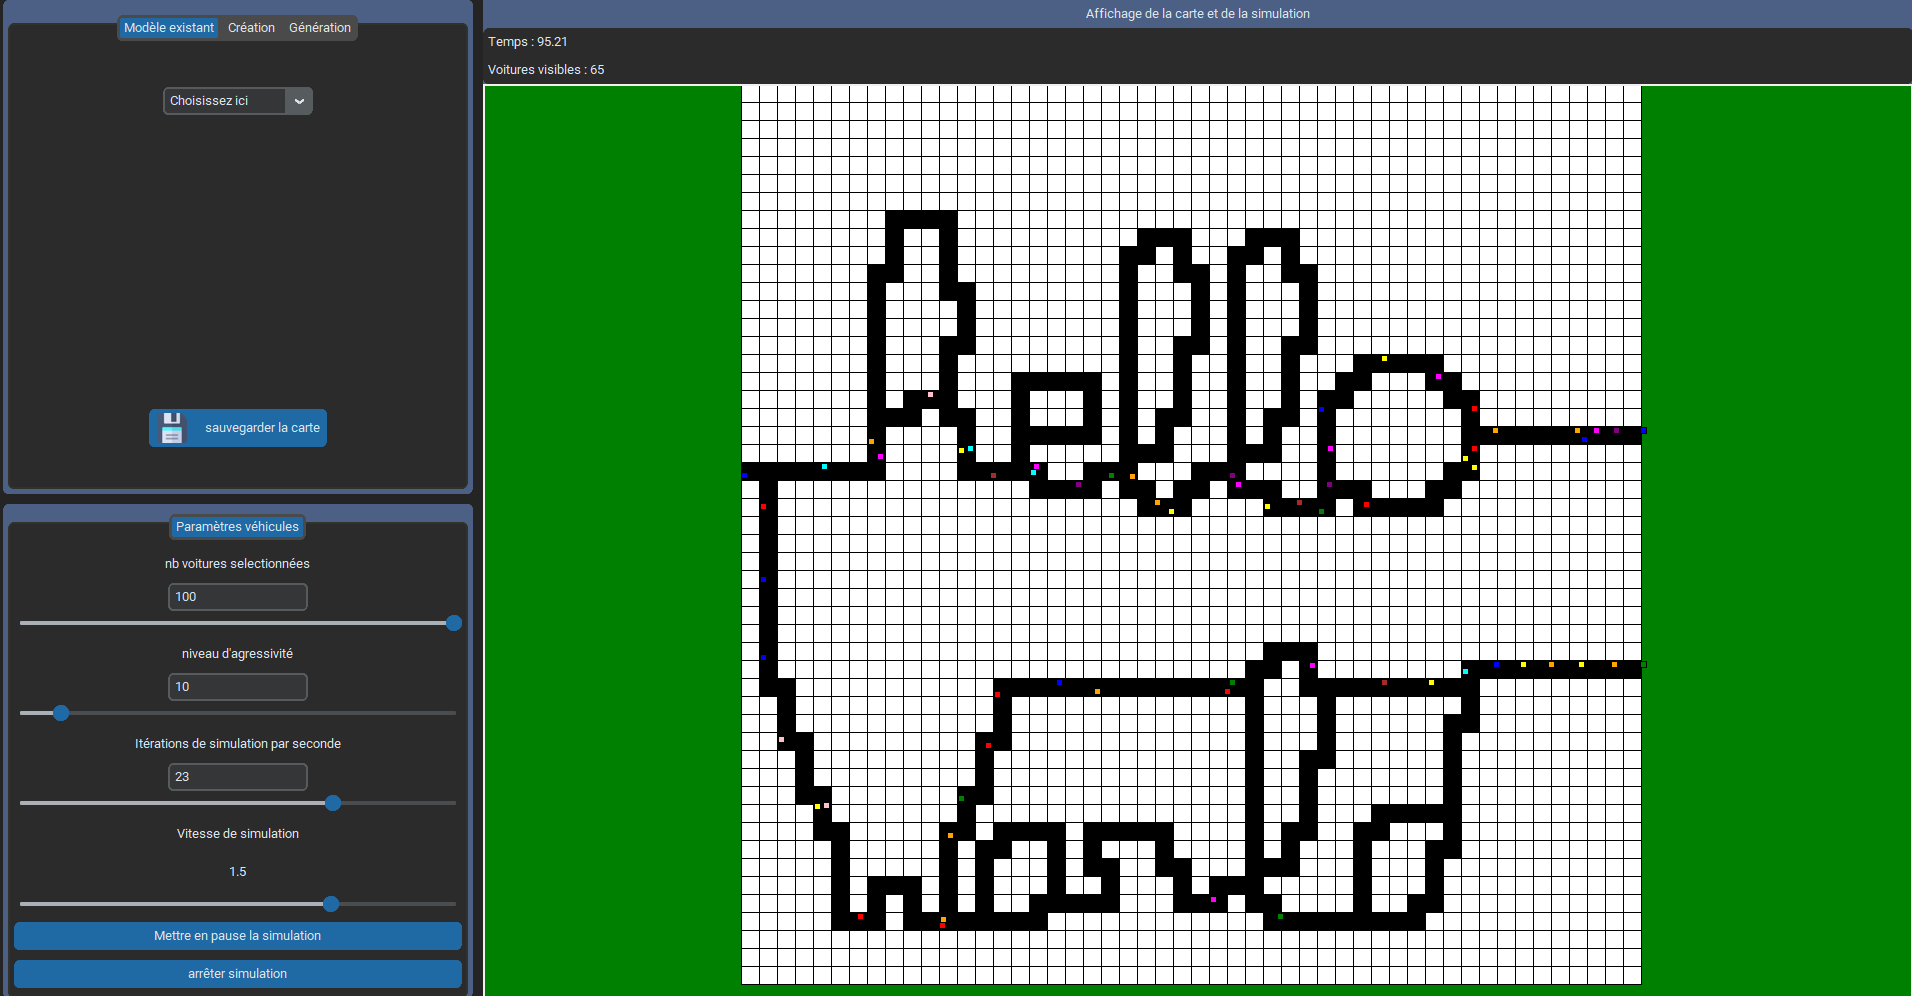 Modèle existant Création Génération
Choisissez ici
sauvegarder la carte
Paramètres véhicules
nb voitures selectionnées
100
niveau d'agressivité
10
Itérations de simulation par seconde
23
Vitesse de simulation
1.5
Mettre en pause la simulation
arrêter simulation
Affichage de la carte et de la simulation
Temps : 95.21
Voitures visibles : 65
hello
world